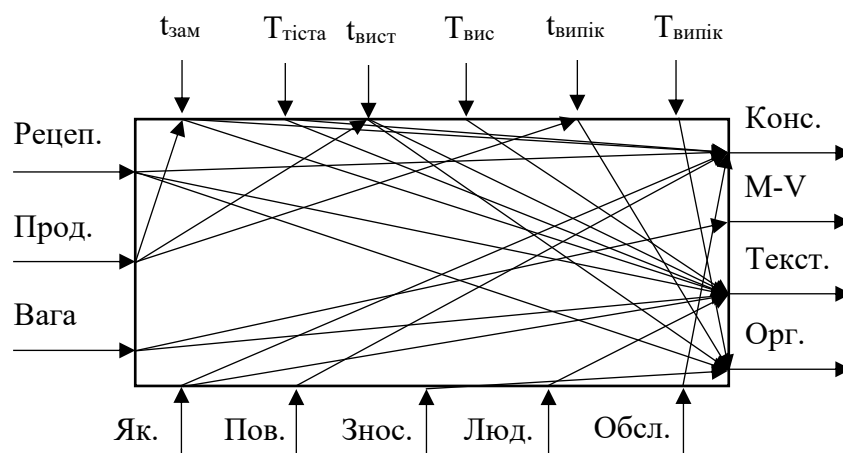 tзам Tтіста tвист Tвис tвипік Tвипік
Рецеп.
Прод.
Вага
Конс.
M-V
Текст.
Орг.
Як. Пов. Знос. Люд. Обсл.